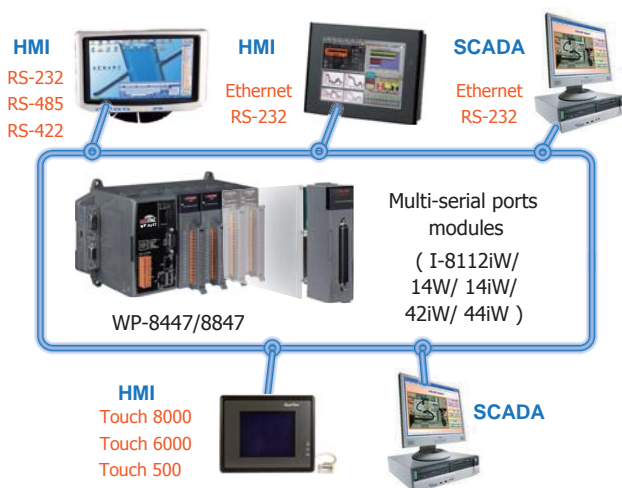 HMI
RS-232
RS-485
RS-422
HMI
Ethernet
RS-232
SCADA
Ethernet
RS-232
Multi-serial ports
modules
( I-8112iW/
14W/ 14iW/
42iW/ 44iW )
WP-8447/8847
HMI
Touch 8000
Touch 6000
Touch 500
SCADA